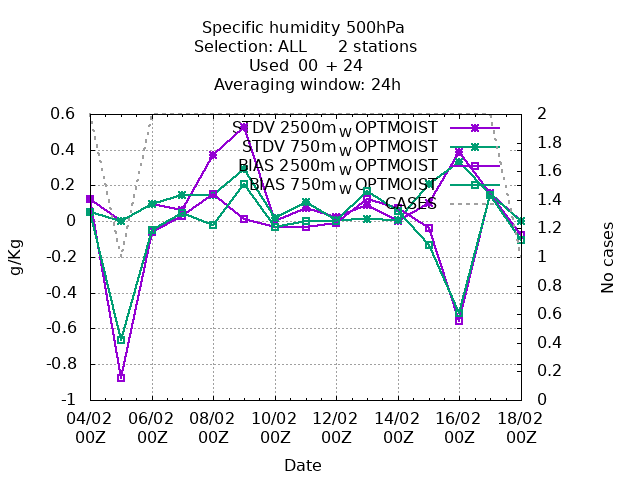 Specific humidity 500hPa
Selection: ALL 2 stations
Used 00 + 24
Averaging window: 24h
STDV 2500m W OPTMOIST
STDV 750m W OPTMOIST
BIAS 2500m W OPTMOIST
BIAS 750m W OPTMOIST
CASES
0.6
0.4
0.2
0
-0.2
-0.4
-0.6
-0.8
-1
g/Kg
2
1.8
1.6
1.4
1.2
1
0.8
0.6
0.4
0.2
0
No cases
04/02 06/02 08/02 10/02 12/02 14/02 16/02 18/02
00Z 00Z 00Z 00Z 00Z 00Z 00Z 00Z
Date